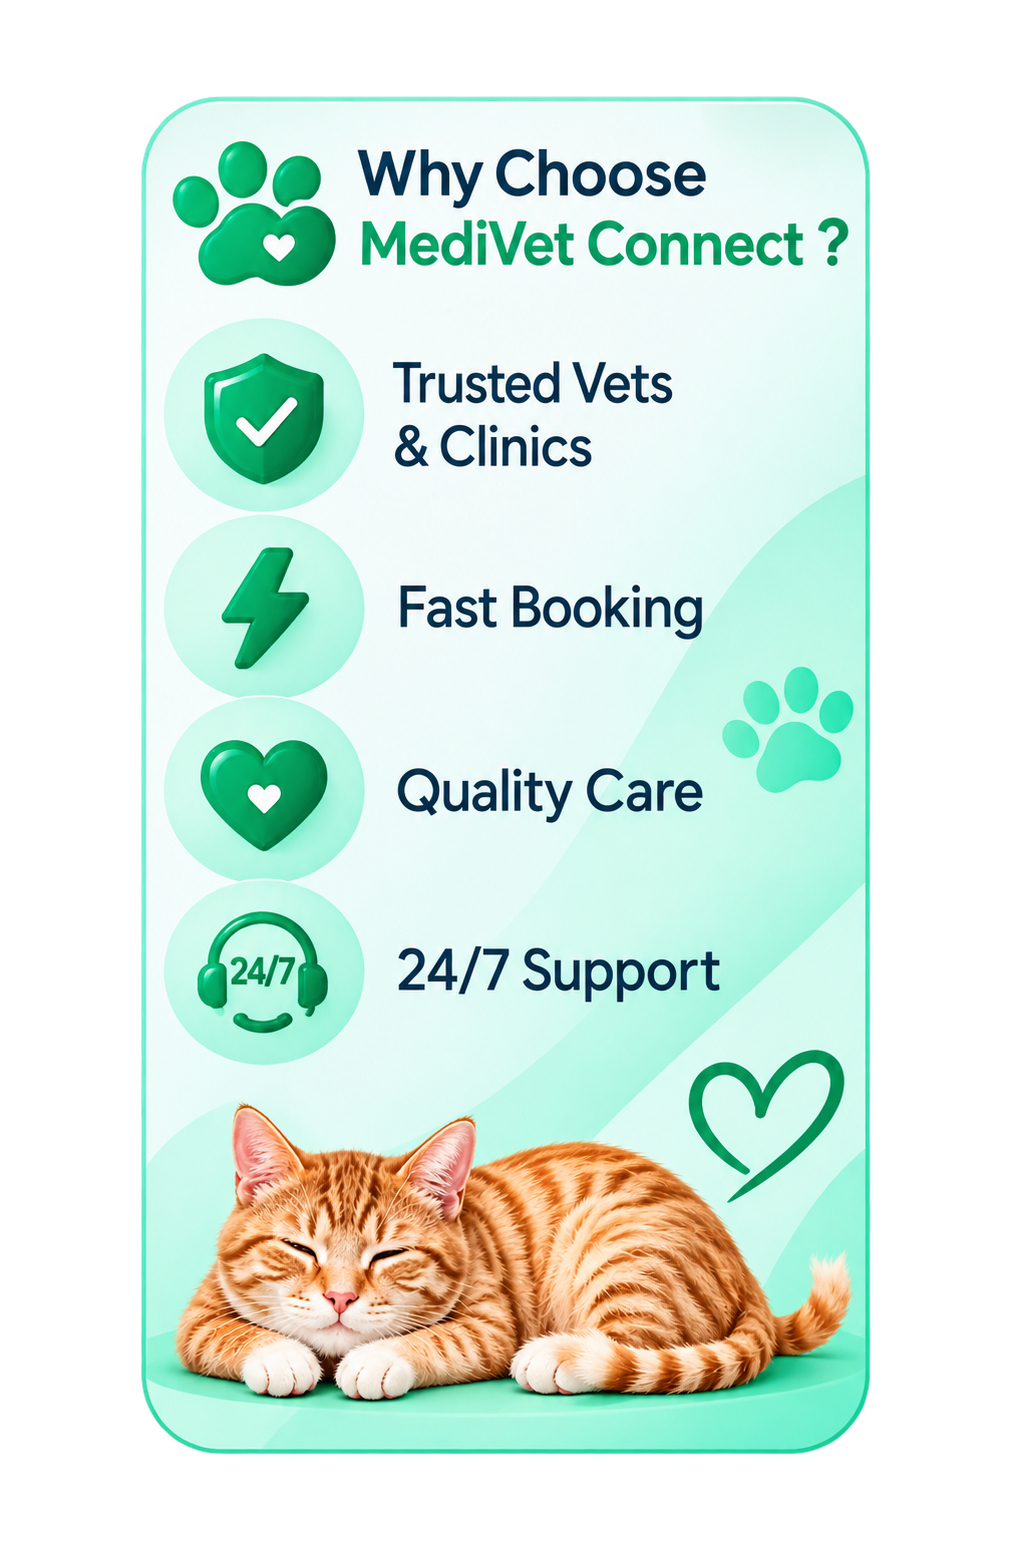 Why Choose
MediVet Connect ?
Trusted Vets
& Clinics
Fast Booking
Quality Care
24/7
24/7 Support